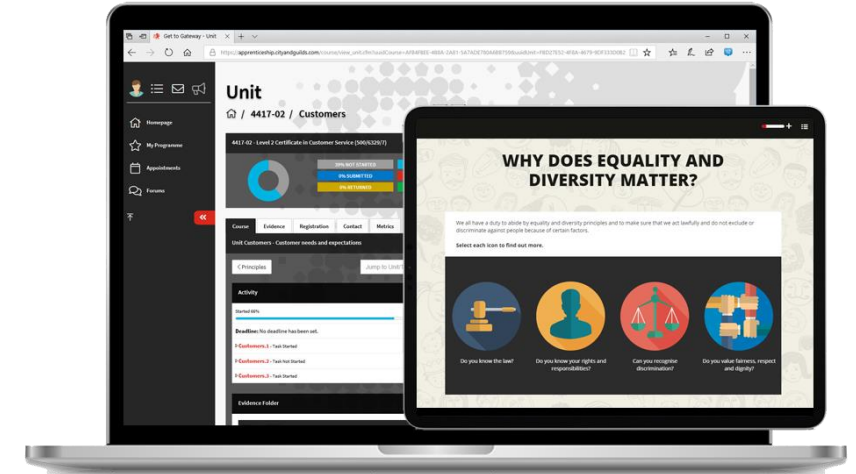 Get to Gateway - Unit
Unit
/ 4417-02 / Customers
Homepage
My Programme
Appointments
Forums
4417-02 - Level 2 Certificate in Customer Service (500/6329/7)
NOT STARTED
0% SUBMITTED
0% RETURNED
Course Evidence Registration Contact Metrics
Unit Customers - Customer needs and expectations
Principles
Jump to Unit
Activity
Started 66%
Deadline: No deadline has been set.
Customers.1 - Task Started
Customers.2 - Task Not Started
Customers.3 - Task Started
Evidence Folder
WHY DOES EQUALITY AND
DIVERSITY MATTER?
We all have a duty to abide by equality and diversity principles and to make sure that we act lawfully and do not exclude or
discriminate against people because of certain factors.
Select each icon to find out more.
Do you know the law?
Do you know your rights and
responsibilities?
Can you recognise
discrimination?
Do you value fairness, respect
and dignity?